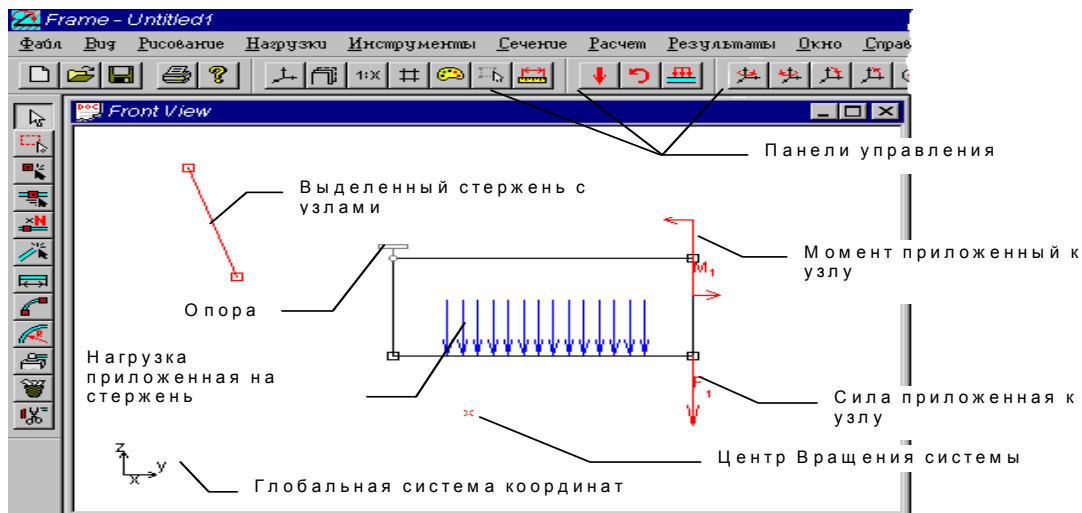 Frame - Untitled1
Файл Вид Рисование Нагрузки Инструменты Сечение Расчет Результаты Окно Справ
1:X
DOC Front View
Панели управления
Выделенный стержень с
узлами
N
Момент приложенный к
узлу
M1
Опора
R
Нагрузка
приложенная на
стержень
F1
Сила приложенная к
узлу
Центр Вращения системы
z
y
x
Глобальная система координат